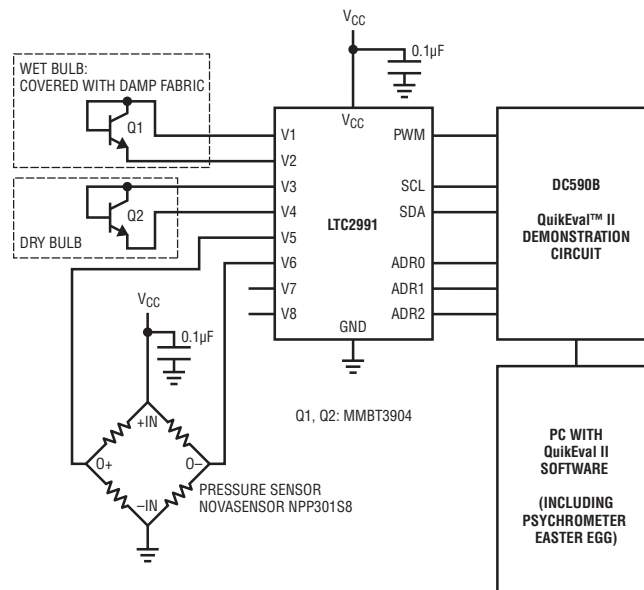 VCC
0.1µF
WET BULB:
COVERED WITH DAMP FABRIC
Q1
VCC
V1
PWM
V2
V3
SCL
DC590B
Q2
V4
LTC2991
SDA
QuikEval™ II
DEMONSTRATION
CIRCUIT
DRY BULB
V5
V6
ADR0
V7
ADR1
V8
ADR2
GND
VCC
0.1µF
Q1, Q2: MMBT3904
+IN
O+
O–
–IN
PRESSURE SENSOR
NOVASENSOR NPP301S8
PC WITH
QuikEval II
SOFTWARE
(INCLUDING
PSYCHROMETER
EASTER EGG)